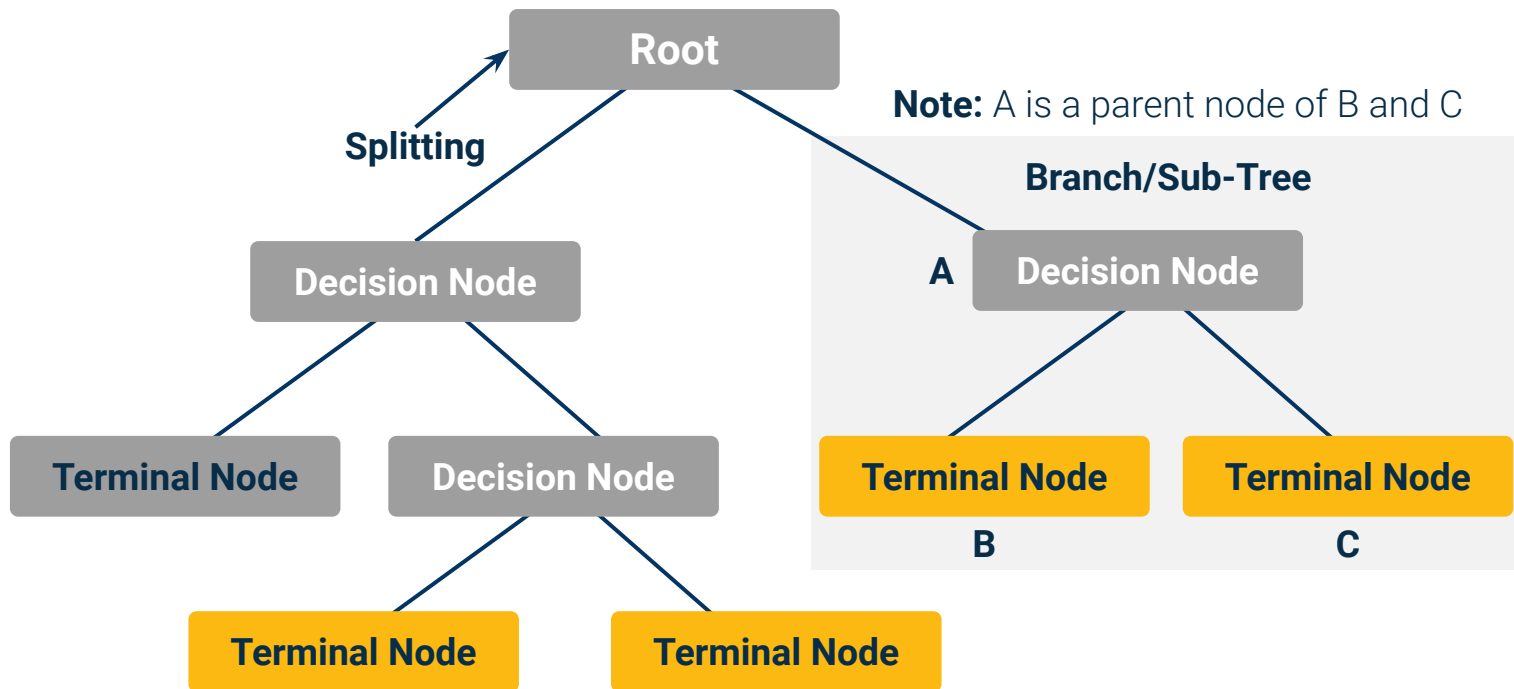 Root
Note: A is a parent node of B and C
Splitting
Branch/Sub-Tree
Decision Node
A
Decision Node
Terminal Node
Decision Node
Terminal Node
Terminal Node
B
C
Terminal Node
Terminal Node